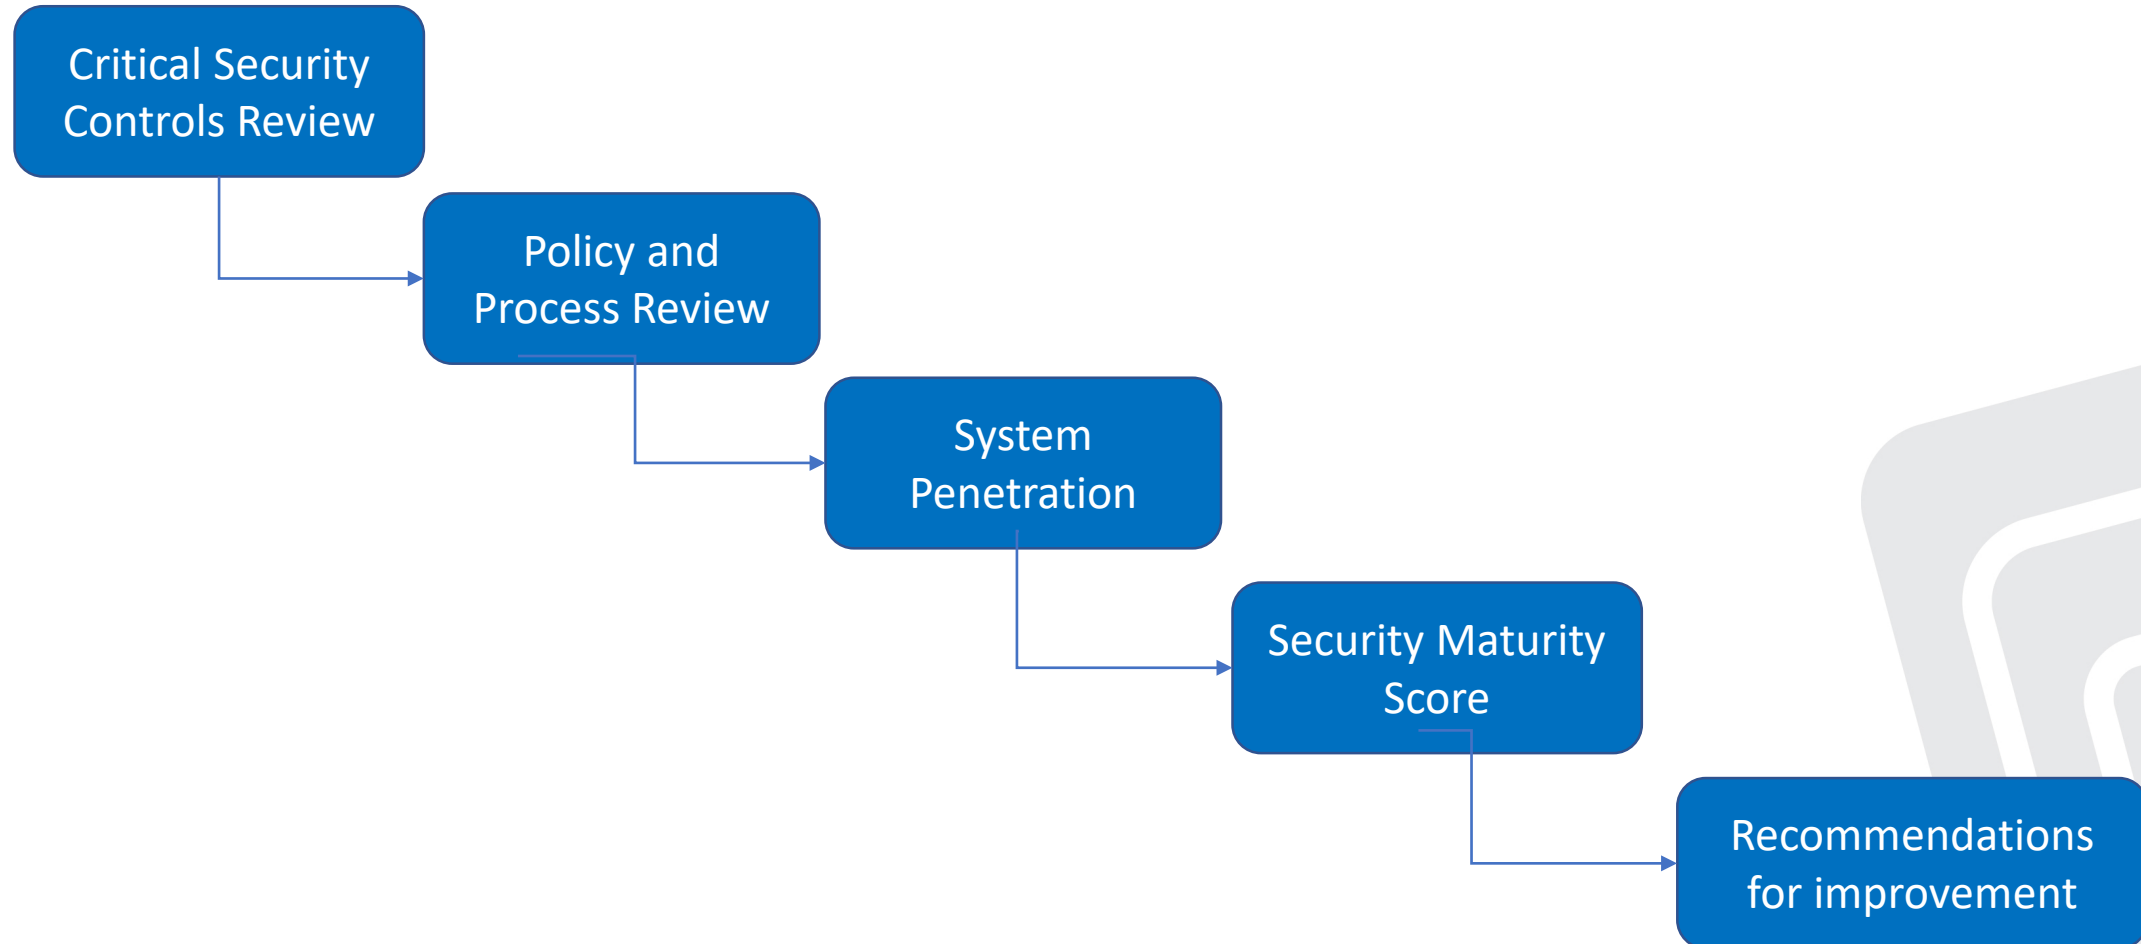 Critical Security
Controls Review
Policy and
Process Review
System
Penetration
Security Maturity
Score
Recommendations
for improvement